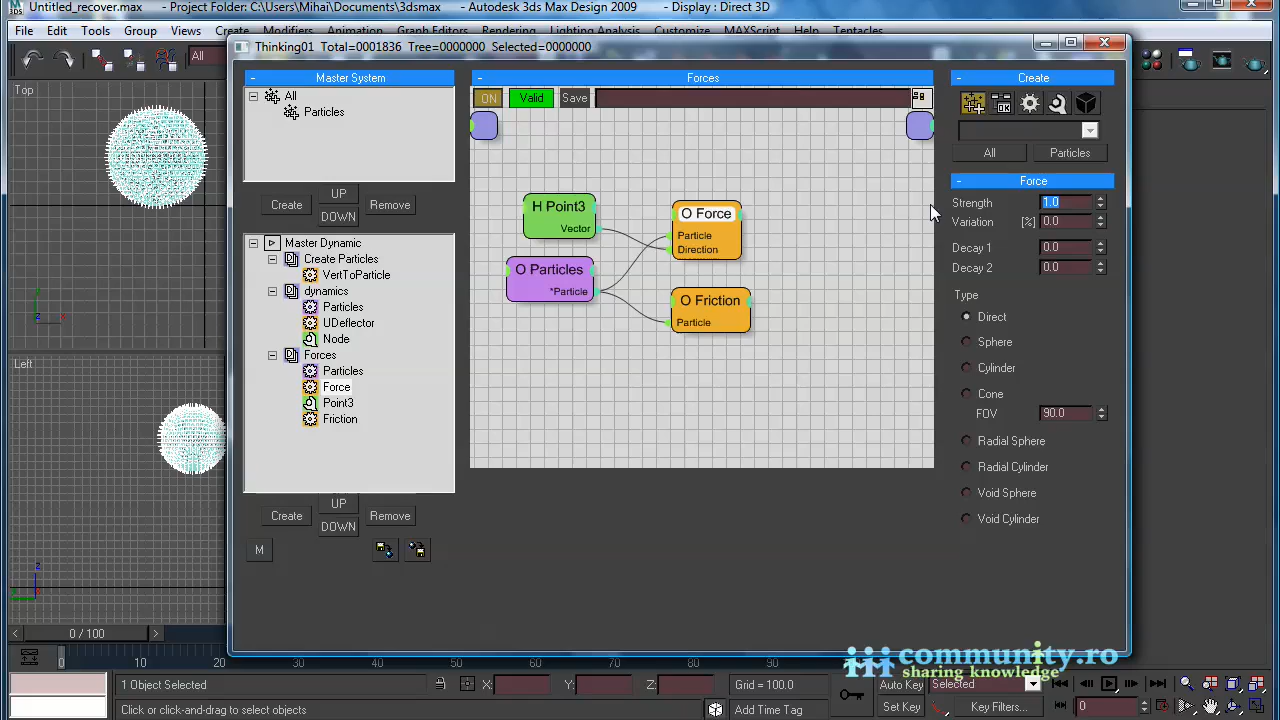 Untitled_recover.max - Project Folder: C:\Users\Mihai\Documents\3dsmax - Autodesk 3ds Max Design 2009 - Display : Direct 3D
File Edit Tools Group Views Create Modifiers Animation Graph Editors Rendering Lighting Analysis Customize MAXScript Help Tentacles
Thinking01 Total=0001836 Tree=0000000 Selected=0000000
All
Top
Left
Master System
All
Particles
Create
UP
DOWN
Remove
Master Dynamic
Create Particles
VertToParticle
dynamics
Particles
UDeflector
Node
Forces
Particles
Force
Point3
Friction
Create
UP
DOWN
Remove
M
Forces
ON Valid Save
H Point3
Vector
O Particles
*Particle
O Force
Particle
Direction
O Friction
Particle
Create
All Particles
Force
Strength 1.0
Variation [%] 0.0
Decay 1 0.0
Decay 2 0.0
Type
Direct
Sphere
Cylinder
Cone
FOV 90.0
Radial Sphere
Radial Cylinder
Void Sphere
Void Cylinder
0 / 100
0 10 20 30 40 50 60 70 80 90
community.ro
sharing knowledge
1 Object Selected X: Y: Z: Grid = 100.0 Auto Key Selected
Click or click-and-drag to select objects Add Time Tag Set Key Key Filters... 0